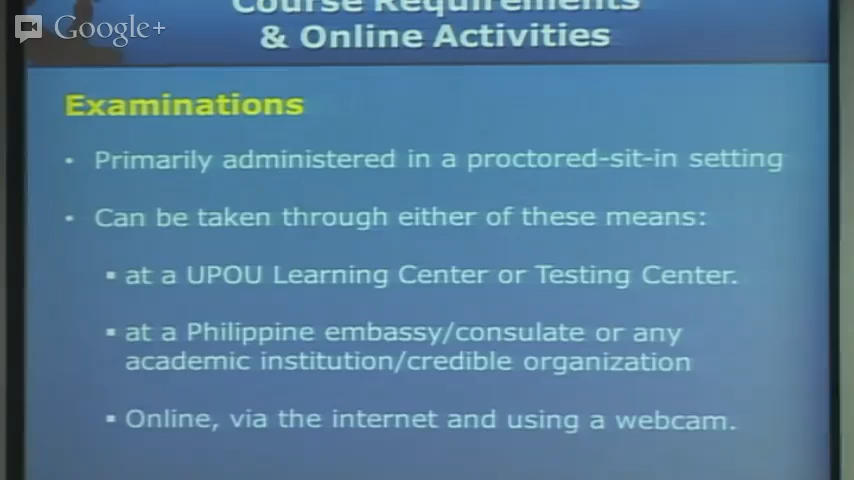 Google+
Course Requirements
& Online Activities
Examinations
• Primarily administered in a proctored-sit-in setting
• Can be taken through either of these means:
▪ at a UPOU Learning Center or Testing Center.
▪ at a Philippine embassy/consulate or any
academic institution/credible organization
▪ Online, via the internet and using a webcam.